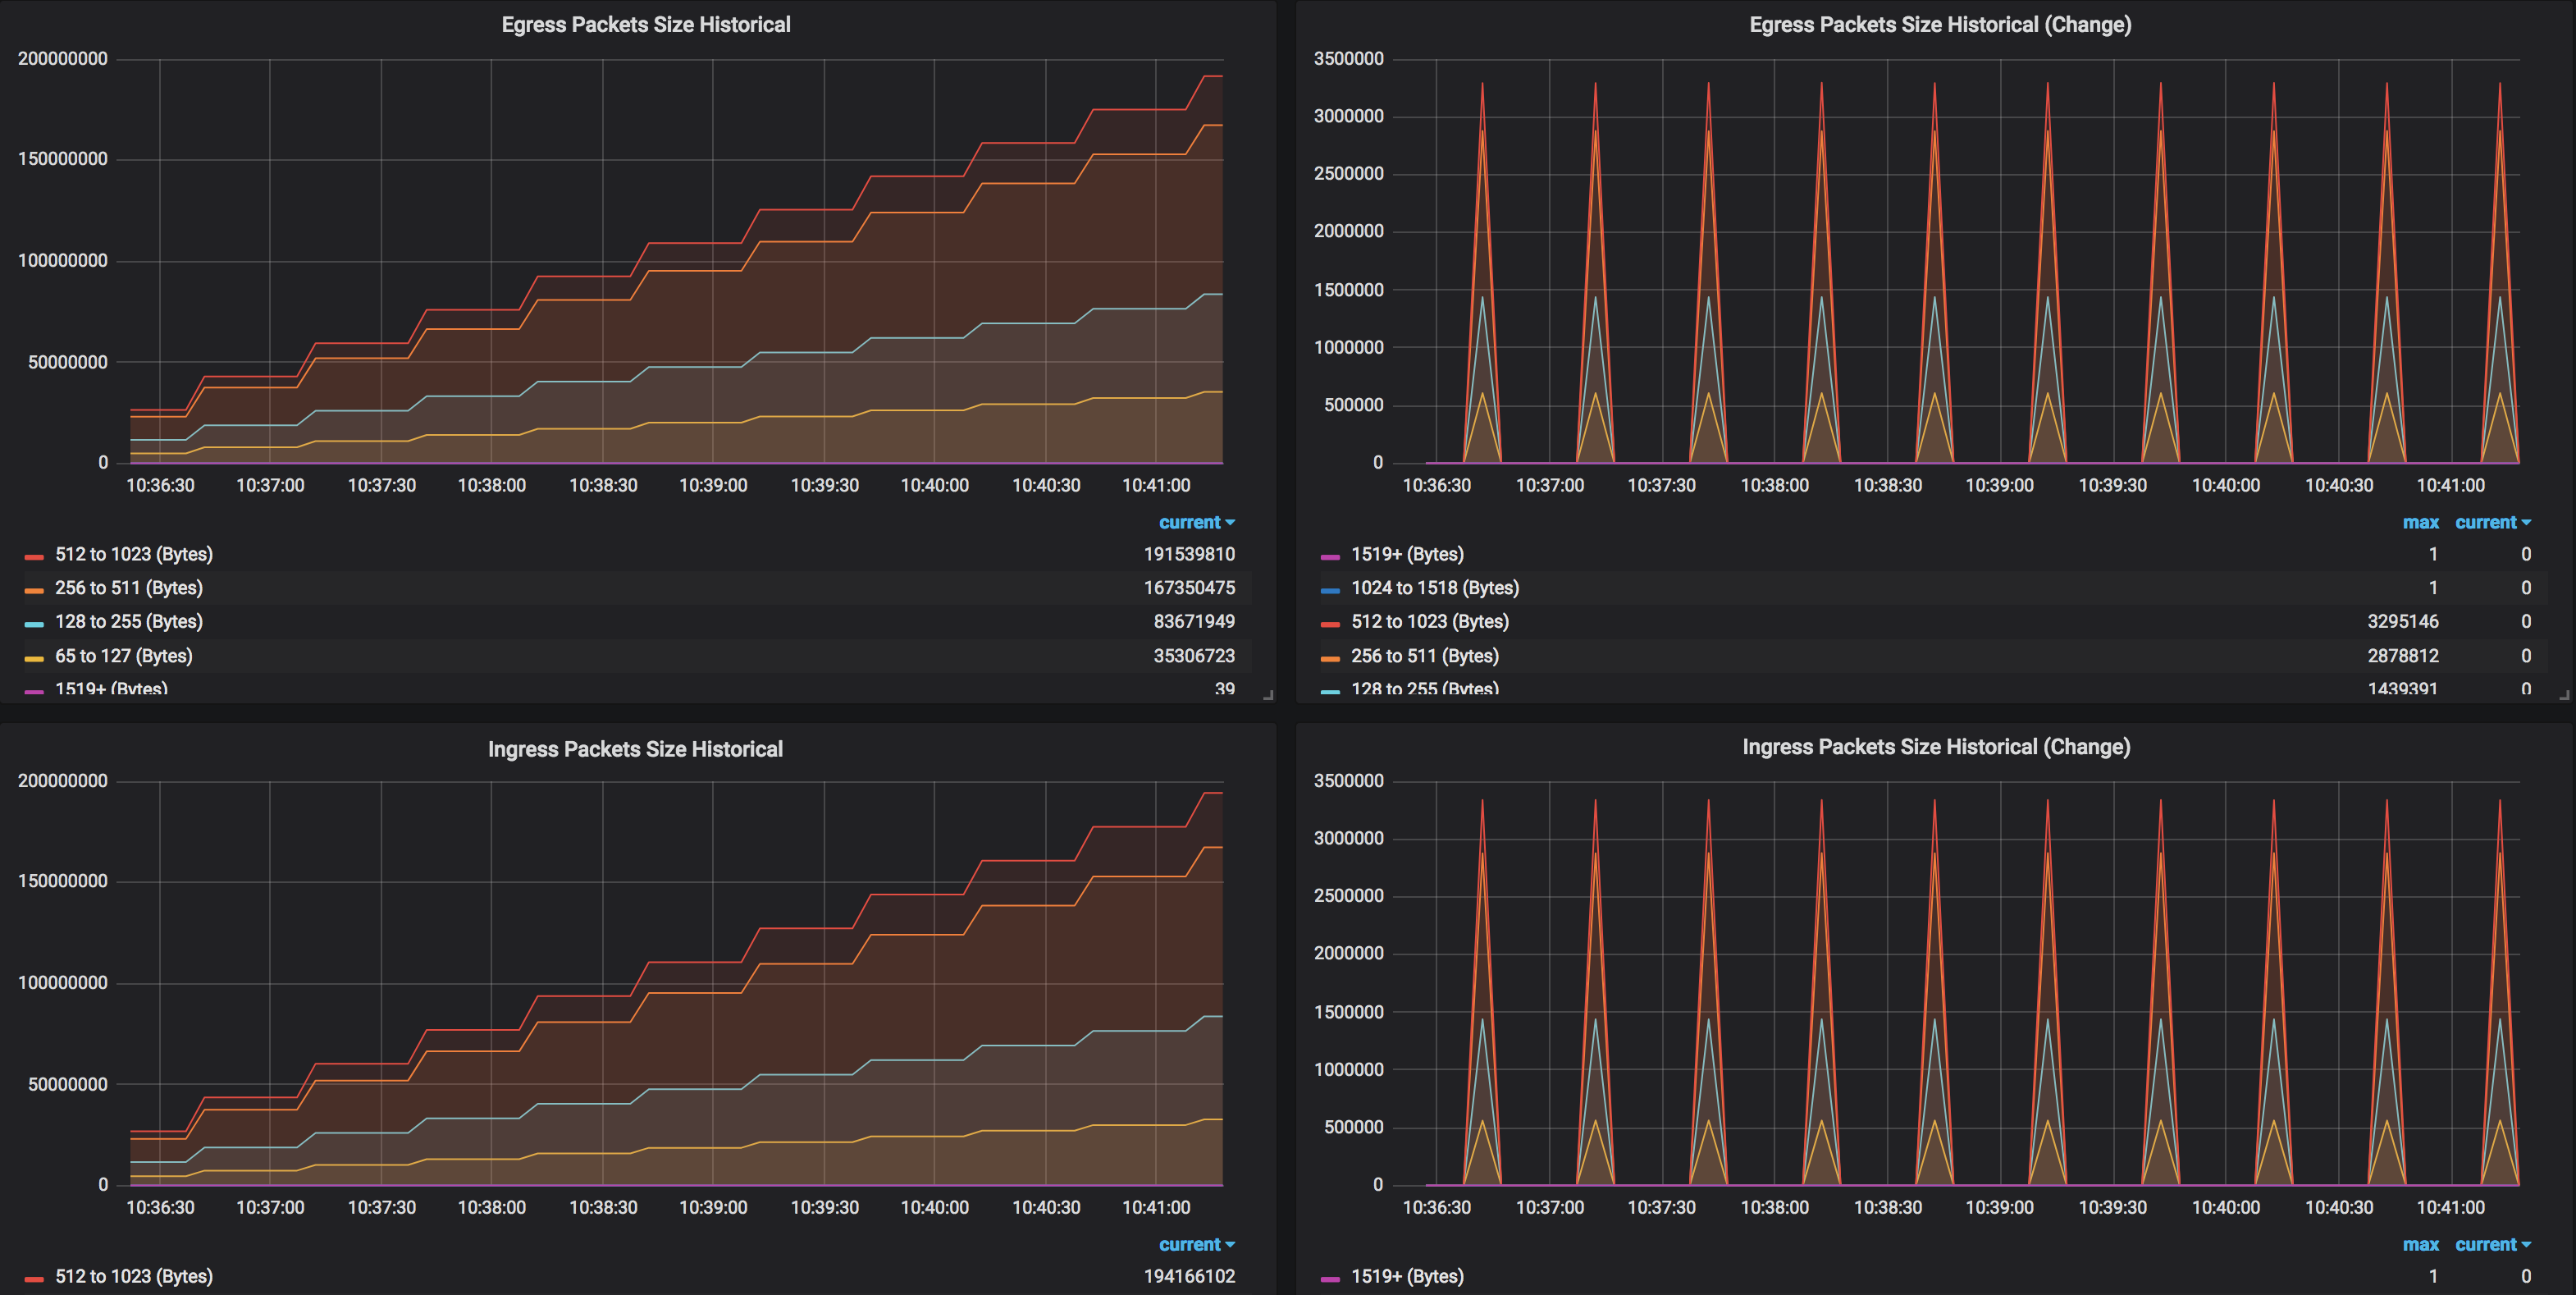 Egress Packets Size Historical
200000000
150000000
100000000
50000000
0
10:36:30 10:37:00 10:37:30 10:38:00 10:38:30 10:39:00 10:39:30 10:40:00 10:40:30 10:41:00
current
512 to 1023 (Bytes) 191539810
256 to 511 (Bytes) 167350475
128 to 255 (Bytes) 83671949
65 to 127 (Bytes) 35306723
1519+ (Bytes) 39
Egress Packets Size Historical (Change)
3500000
3000000
2500000
2000000
1500000
1000000
500000
0
10:36:30 10:37:00 10:37:30 10:38:00 10:38:30 10:39:00 10:39:30 10:40:00 10:40:30 10:41:00
max current
1519+ (Bytes) 1 0
1024 to 1518 (Bytes) 1 0
512 to 1023 (Bytes) 3295146 0
256 to 511 (Bytes) 2878812 0
128 to 255 (Bytes) 1439391 0
Ingress Packets Size Historical
200000000
150000000
100000000
50000000
0
10:36:30 10:37:00 10:37:30 10:38:00 10:38:30 10:39:00 10:39:30 10:40:00 10:40:30 10:41:00
current
512 to 1023 (Bytes) 194166102
Ingress Packets Size Historical (Change)
3500000
3000000
2500000
2000000
1500000
1000000
500000
0
10:36:30 10:37:00 10:37:30 10:38:00 10:38:30 10:39:00 10:39:30 10:40:00 10:40:30 10:41:00
max current
1519+ (Bytes) 1 0